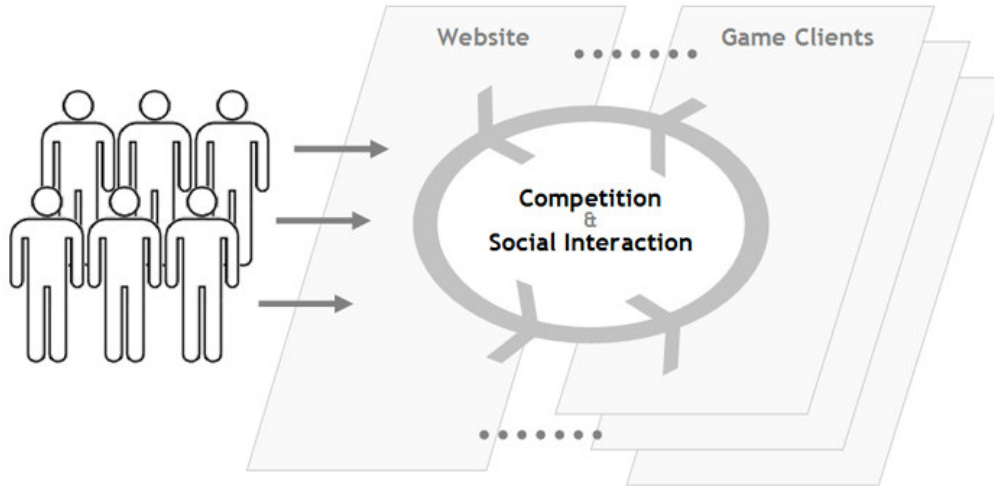 Website
Game Clients
Competition
&
Social Interaction